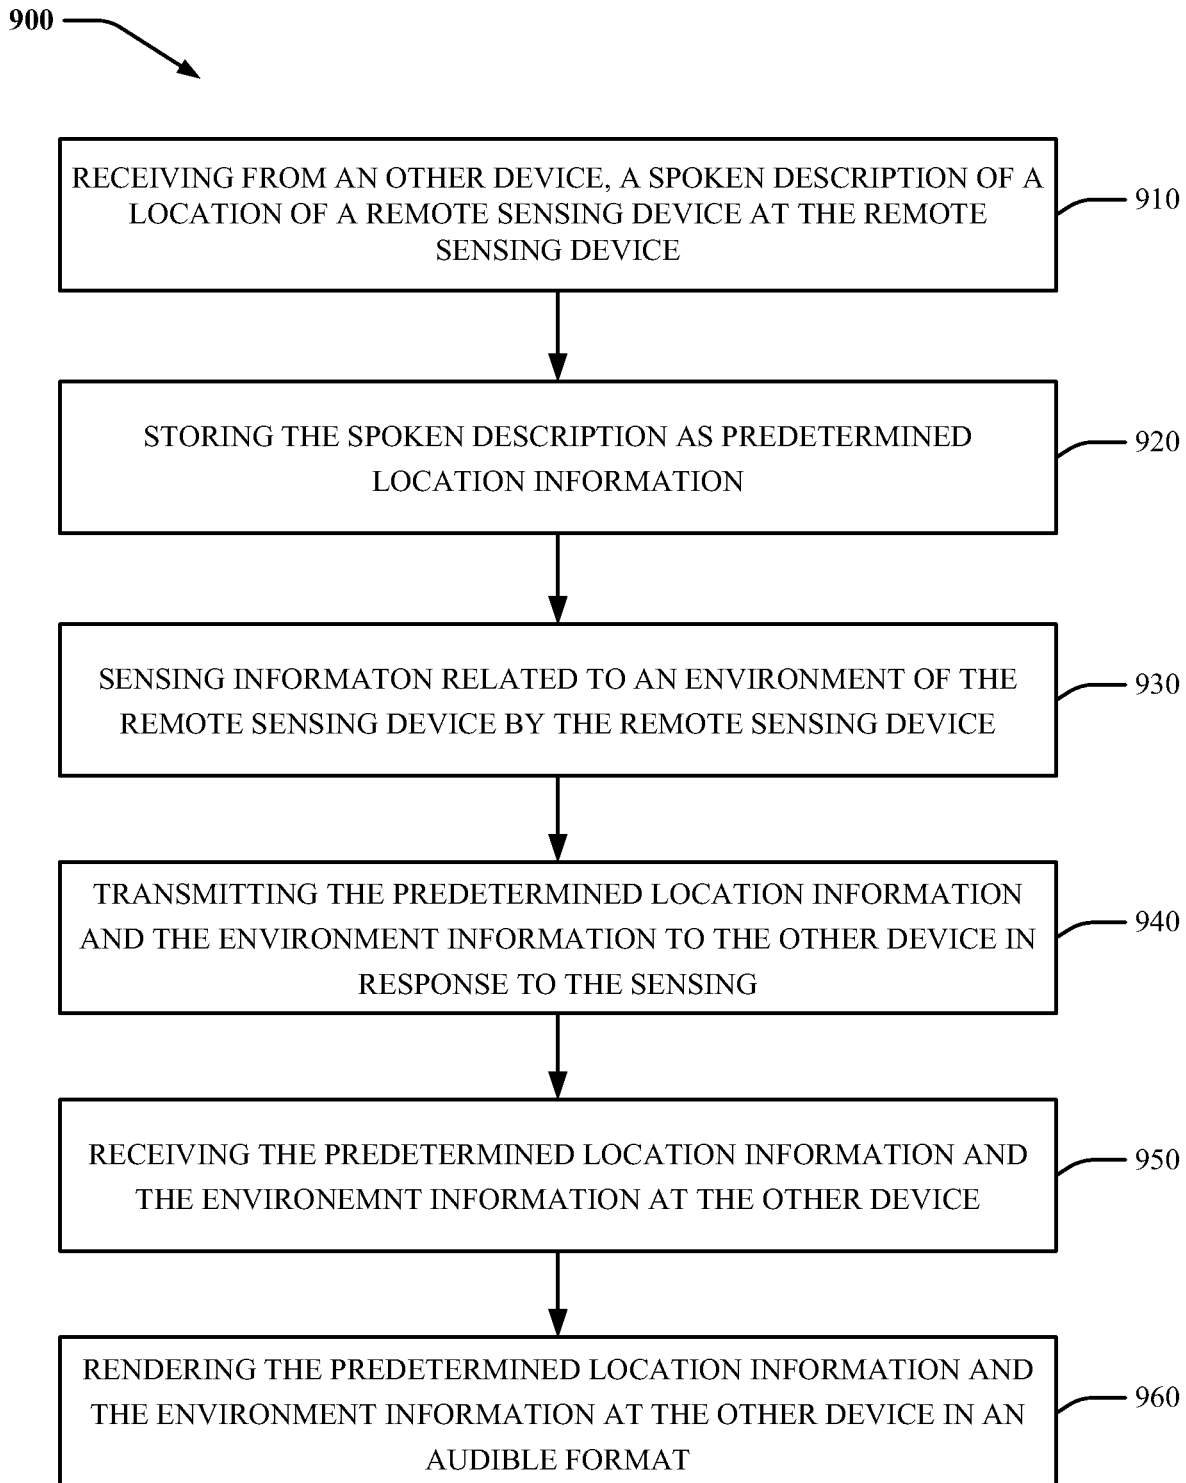 900
RECEIVING FROM AN OTHER DEVICE, A SPOKEN DESCRIPTION OF A
LOCATION OF A REMOTE SENSING DEVICE AT THE REMOTE
SENSING DEVICE
910
STORING THE SPOKEN DESCRIPTION AS PREDETERMINED
LOCATION INFORMATION
920
SENSING INFORMATON RELATED TO AN ENVIRONMENT OF THE
REMOTE SENSING DEVICE BY THE REMOTE SENSING DEVICE
930
TRANSMITTING THE PREDETERMINED LOCATION INFORMATION
AND THE ENVIRONMENT INFORMATION TO THE OTHER DEVICE IN
RESPONSE TO THE SENSING
940
RECEIVING THE PREDETERMINED LOCATION INFORMATION AND
THE ENVIRONEMNT INFORMATION AT THE OTHER DEVICE
950
RENDERING THE PREDETERMINED LOCATION INFORMATION AND
THE ENVIRONMENT INFORMATION AT THE OTHER DEVICE IN AN
AUDIBLE FORMAT
960